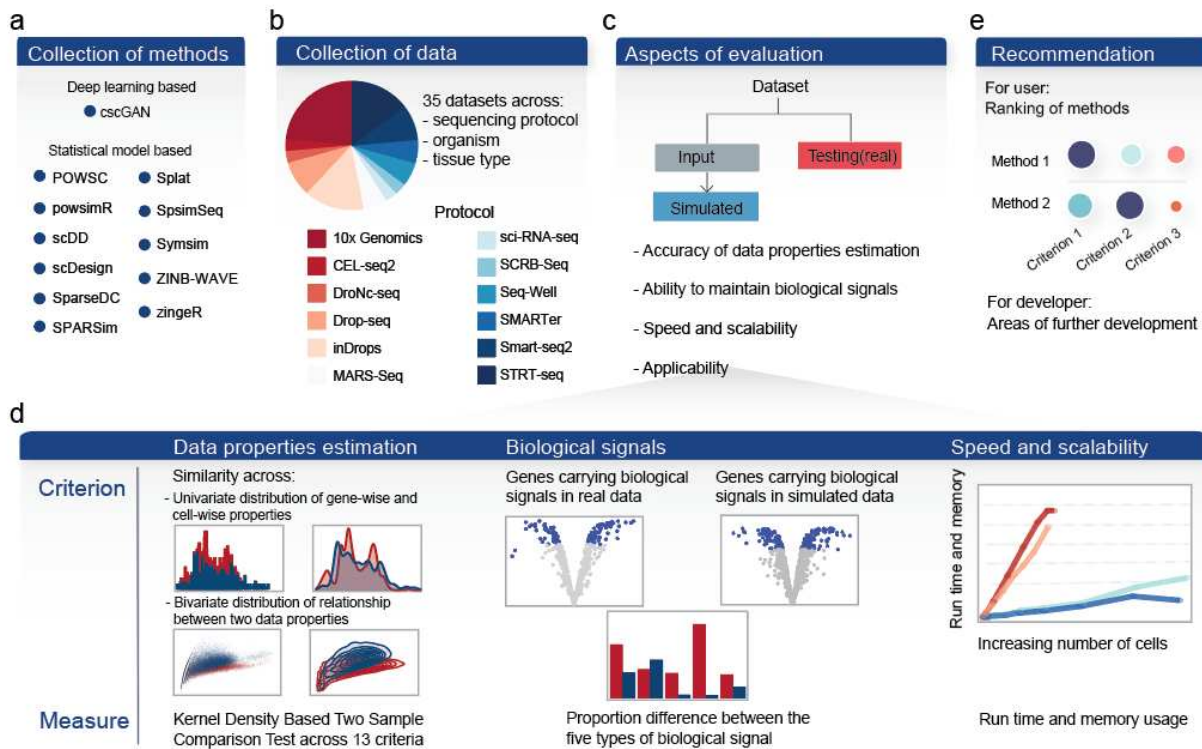 a
Collection of methods
Deep learning based
cscGAN
Statistical model based
POWSC
powsimR
scDD
scDesign
SparseDC
SPARSim
Splat
SpsimSeq
Symsim
ZINB-WAVE
zingeR
b
Collection of data
35 datasets across:
- sequencing protocol
- organism
- tissue type
Protocol
10x Genomics
CEL-seq2
DroNc-seq
Drop-seq
inDrops
MARS-Seq
sci-RNA-seq
SCRB-Seq
Seq-Well
SMARTer
Smart-seq2
STRT-seq
c
Aspects of evaluation
Dataset
Input
Testing(real)
Simulated
- Accuracy of data properties estimation
- Ability to maintain biological signals
- Speed and scalability
- Applicability
e
Recommendation
For user:
Ranking of methods
Method 1
Method 2
Criterion 1
Criterion 2
Criterion 3
For developer:
Areas of further development
d
Data properties estimation
Biological signals
Speed and scalability
Criterion
Similarity across:
- Univariate distribution of gene-wise and
cell-wise properties
- Bivariate distribution of relationship
between two data properties
Genes carrying biological
signals in real data
Genes carrying biological
signals in simulated data
Run time and memory
Increasing number of cells
Measure
Kernel Density Based Two Sample
Comparison Test across 13 criteria
Proportion difference between the
five types of biological signal
Run time and memory usage